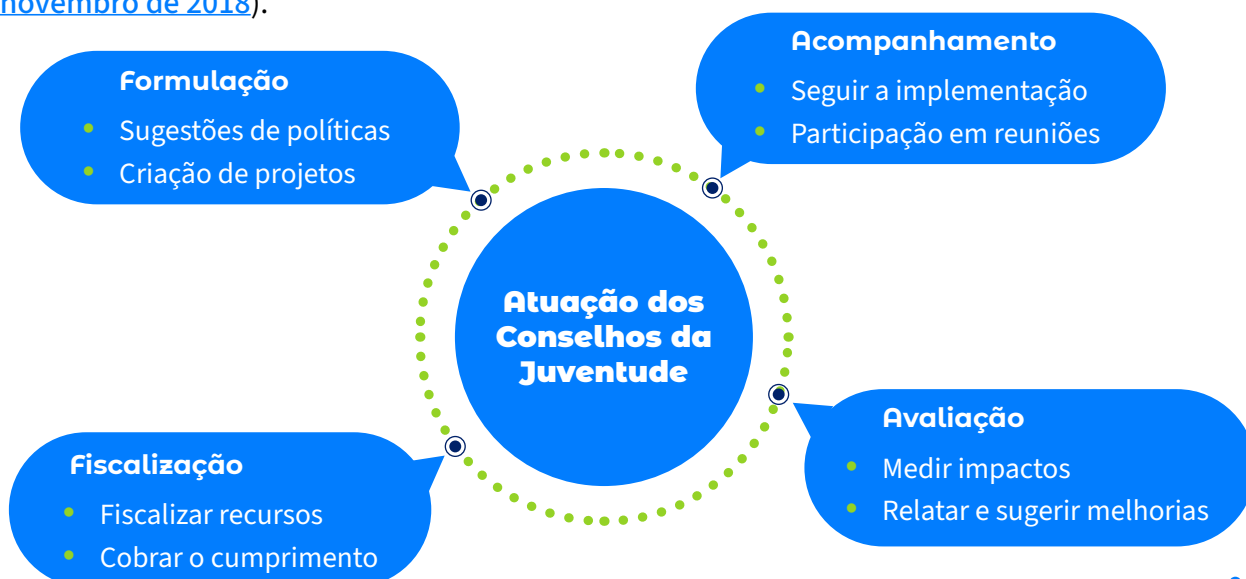 novembro de 2018).
Formulação
Sugestões de políticas
Criação de projetos
Acompanhamento
Seguir a implementação
Participação em reuniões
Atuação dos
Conselhos da
Juventude
Fiscalização
Fiscalizar recursos
Cobrar o cumprimento
Avaliação
Medir impactos
Relatar e sugerir melhorias